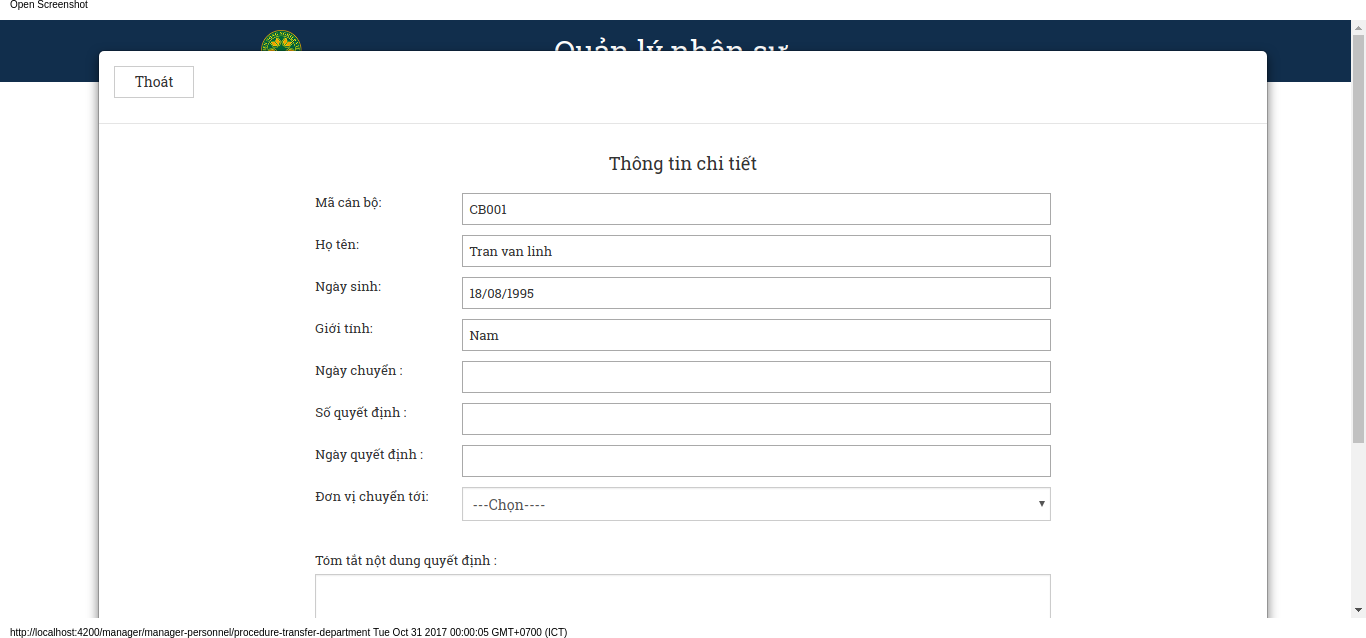 Open Screenshot
Quản lý nhân sự
Thoát
Thông tin chi tiết
Mã cán bộ:
CB001
Họ tên:
Tran van linh
Ngày sinh:
18/08/1995
Giới tính:
Nam
Ngày chuyển :
Số quyết định :
Ngày quyết định :
Đơn vị chuyển tới:
---Chọn----
Tóm tắt nột dung quyết định :
http://localhost:4200/manager/manager-personnel/procedure-transfer-department Tue Oct 31 2017 00:00:05 GMT+0700 (ICT)